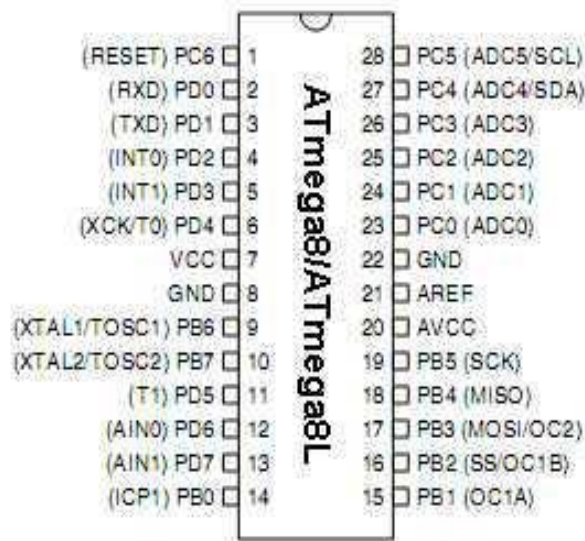 (RESET) PC6 1
(RXD) PD0 2
(TXD) PD1 3
(INT0) PD2 4
(INT1) PD3 5
(XCK/T0) PD4 6
VCC 7
GND 8
(XTAL1/TOSC1) PB6 9
(XTAL2/TOSC2) PB7 10
(T1) PD5 11
(AIN0) PD6 12
(AIN1) PD7 13
(ICP1) PB0 14
ATmega8/ATmega8L
28 PC5 (ADC5/SCL)
27 PC4 (ADC4/SDA)
26 PC3 (ADC3)
25 PC2 (ADC2)
24 PC1 (ADC1)
23 PC0 (ADC0)
22 GND
21 AREF
20 AVCC
19 PB5 (SCK)
18 PB4 (MISO)
17 PB3 (MOSI/OC2)
16 PB2 (SS/OC1B)
15 PB1 (OC1A)